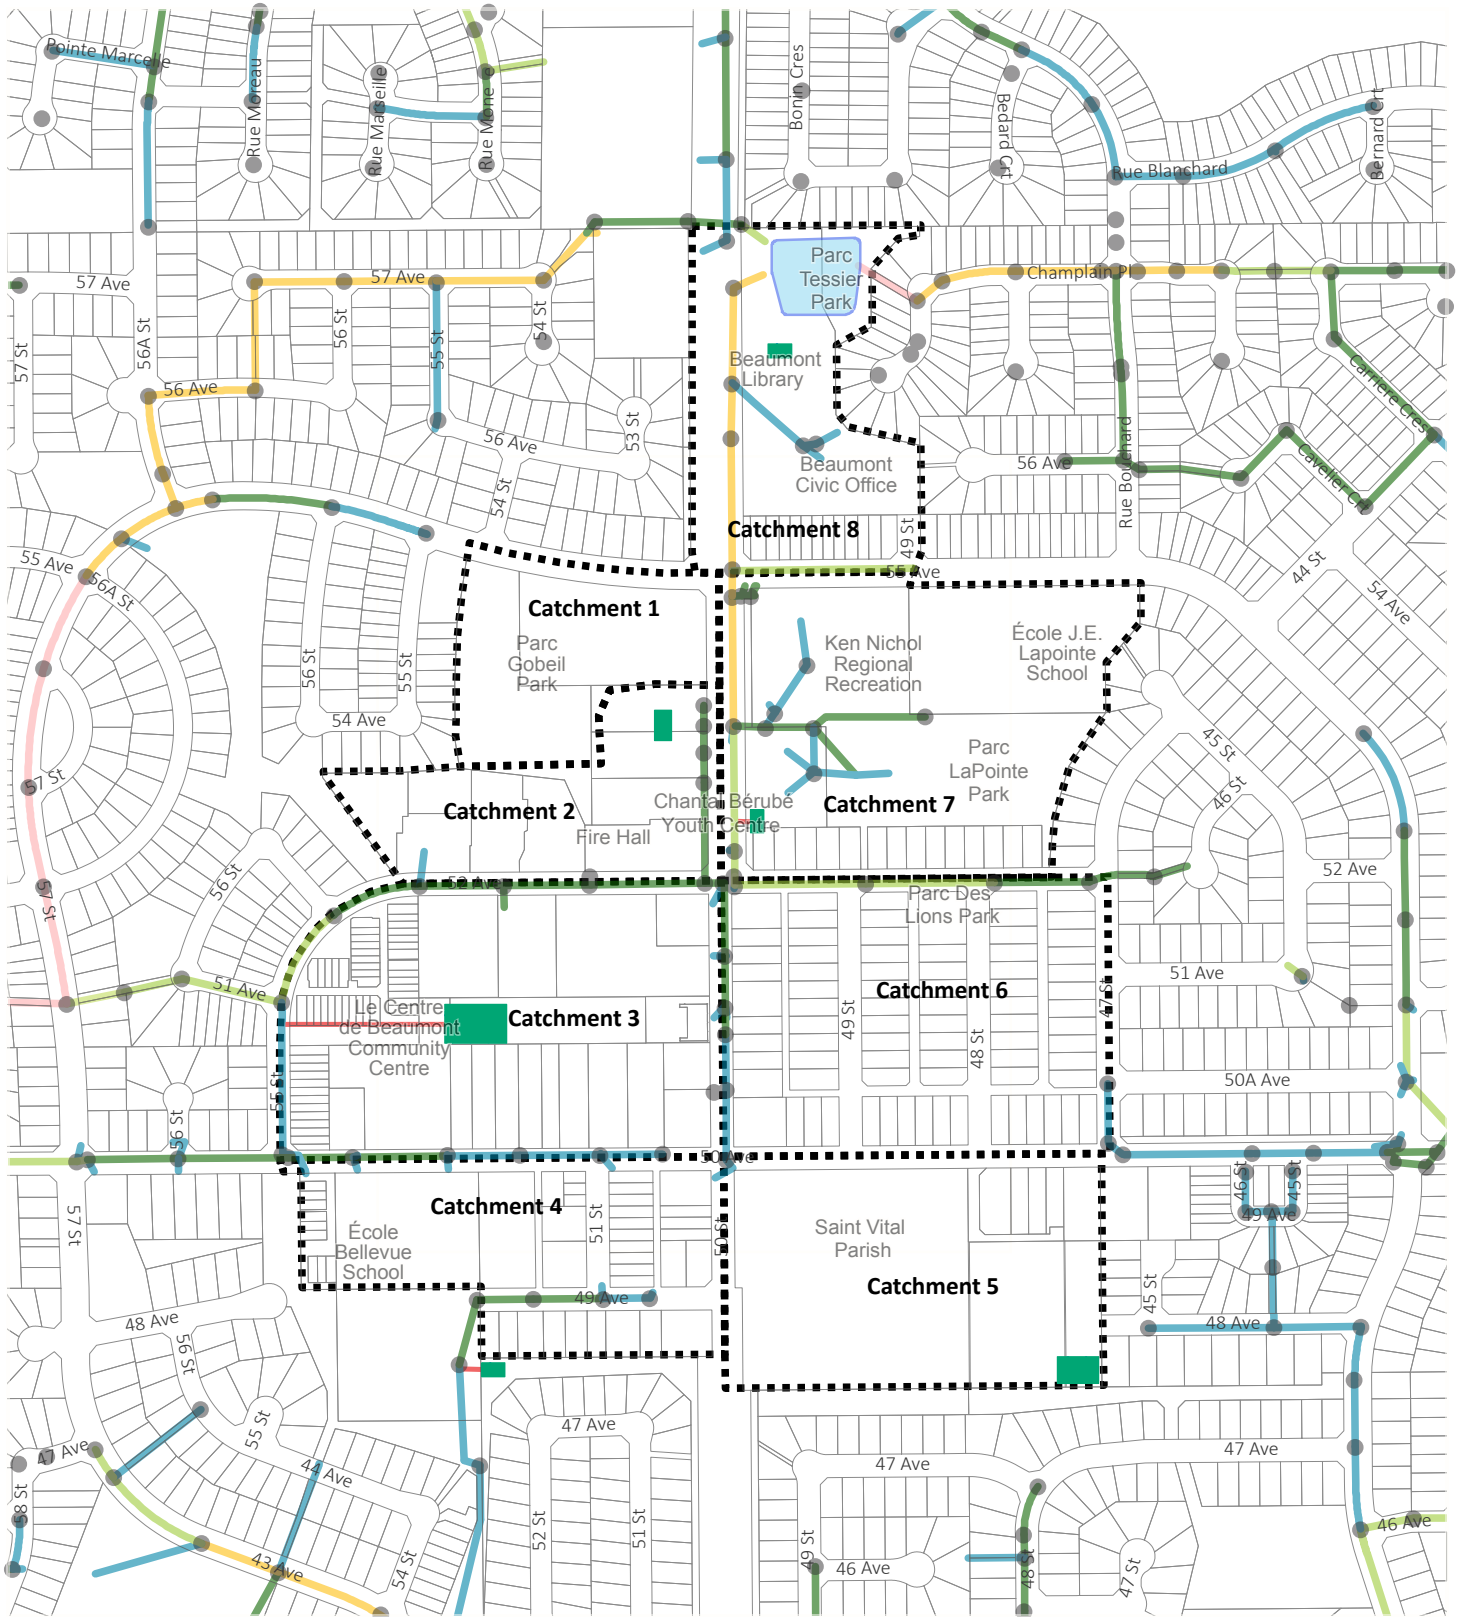 Pointe Marcelle
Rue Moreau
Rue Marseille
Rue Mone
Bonin Cres
Bedard Crt
Rue Blanchard
Bernard Crt
57 Ave
57 Ave
56A St
56 St
55 St
54 St
57 St
56 Ave
53 St
56 Ave
54 St
Parc
Tessier
Park
Champlain Pl
Carriere Cres
Beaumont
Library
Beaumont
Civic Office
56 Ave
Rue Bouchard
Cavelier Crt
Catchment 8
49 St
55 Ave
55 Ave
56A St
44 St
54 Ave
Catchment 1
Parc
Gobeil
Park
Ken Nichol
Regional
Recreation
École J.E.
Lapointe
School
56 St
55 St
54 Ave
57 St
45 St
46 St
Parc
LaPointe
Park
Catchment 2
Chantal Bérubé
Youth Centre
Catchment 7
Fire Hall
52 Ave
52 Ave
56 St
57 St
Parc Des
Lions Park
51 Ave
51 Ave
Le Centre
de Beaumont
Community
Centre
Catchment 3
Catchment 6
49 St
48 St
47 St
55 St
56 St
50A Ave
50 Ave
57 St
Catchment 4
École
Bellevue
School
51 St
50 St
Saint Vital
Parish
Catchment 5
46 St
45 St
49 Ave
49 Ave
45 St
48 Ave
48 Ave
56 St
55 St
47 Ave
47 Ave
47 Ave
47 Ave
44 Ave
58 St
43 Ave
54 St
52 St
51 St
49 St
46 Ave
48 St
47 St
46 Ave